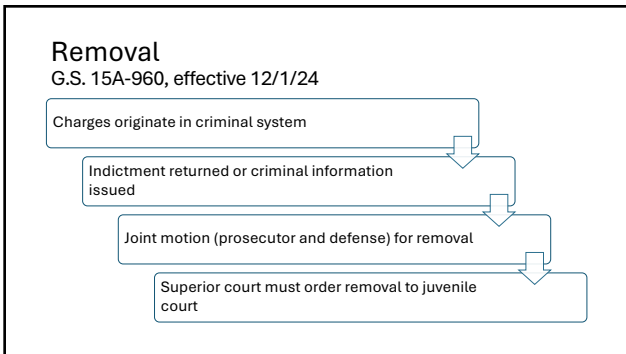 Removal
G.S. 15A-960, effective 12/1/24
Charges originate in criminal system
Indictment returned or criminal information
issued
Joint motion (prosecutor and defense) for removal
Superior court must order removal to juvenile
court